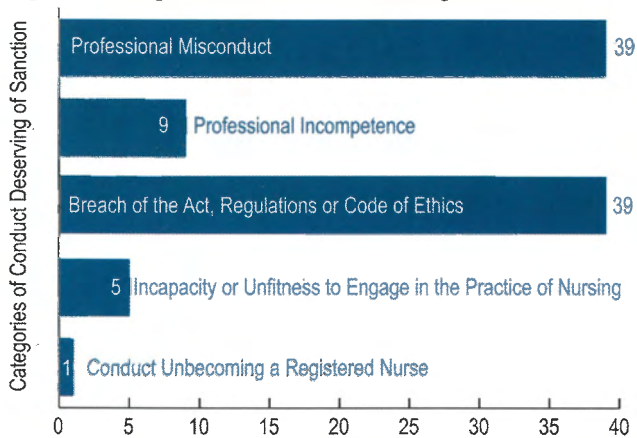 Categories of Conduct Deserving of Sanction
Professional Misconduct 39
9 Professional Incompetence
Breach of the Act, Regulations or Code of Ethics 39
5 Incapacity or Unfitness to Engage in the Practice of Nursing
1 Conduct Unbecoming a Registered Nurse
0 5 10 15 20 25 30 35 40